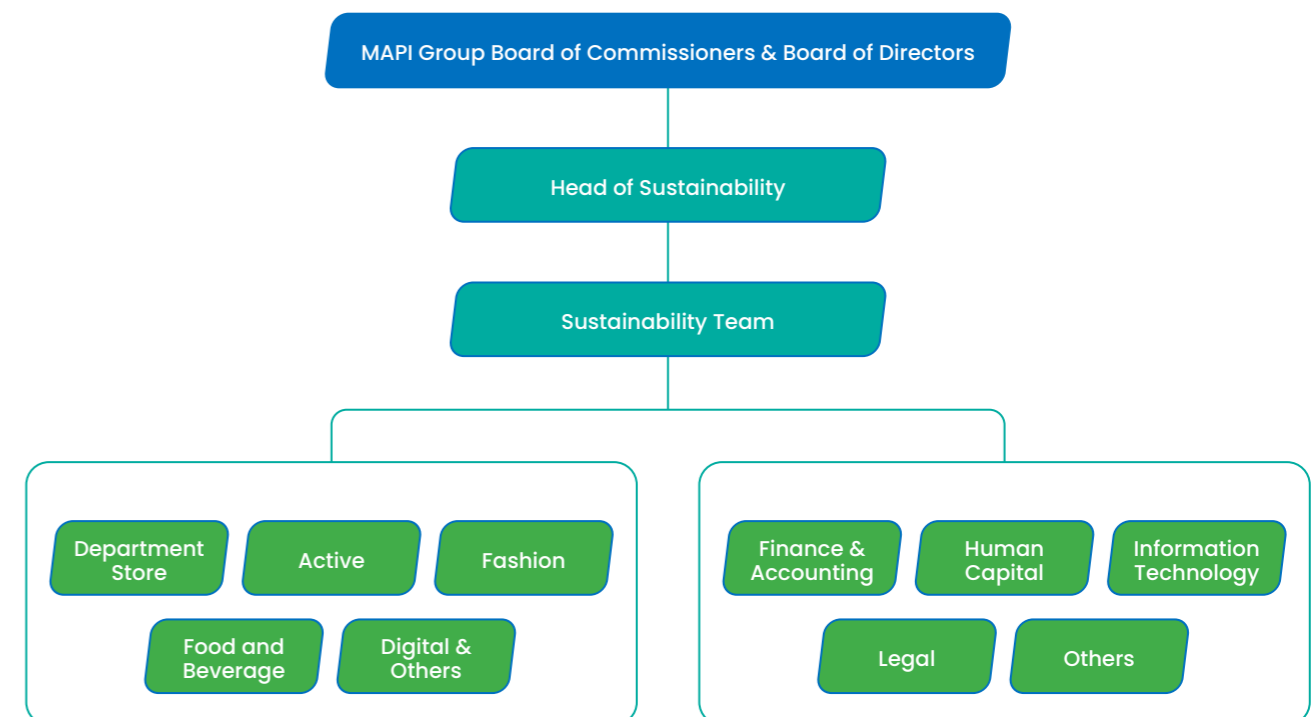 MAPI Group Board of Commissioners & Board of Directors
Head of Sustainability
Sustainability Team
Department
Store
Active
Fashion
Food and
Beverage
Digital &
Others
Finance &
Accounting
Human
Capital
Information
Technology
Legal
Others